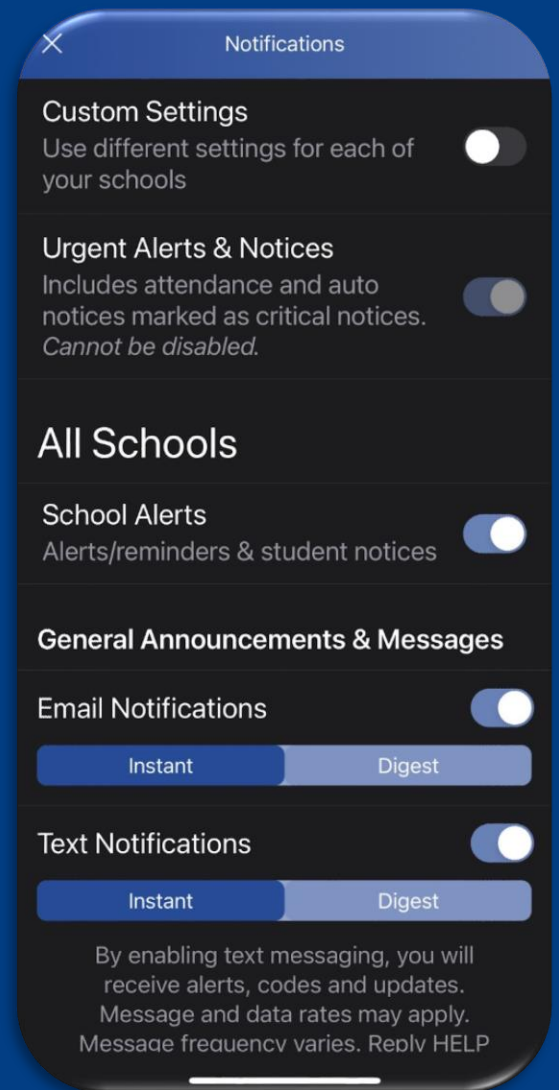 Notifications
Custom Settings
Use different settings for each of
your schools
Urgent Alerts & Notices
Includes attendance and auto
notices marked as critical notices.
Cannot be disabled.
All Schools
School Alerts
Alerts/reminders & student notices
General Announcements & Messages
Email Notifications
Instant Digest
Text Notifications
Instant Digest
By enabling text messaging, you will
receive alerts, codes and updates.
Message and data rates may apply.
Message frequency varies. Reply HELP